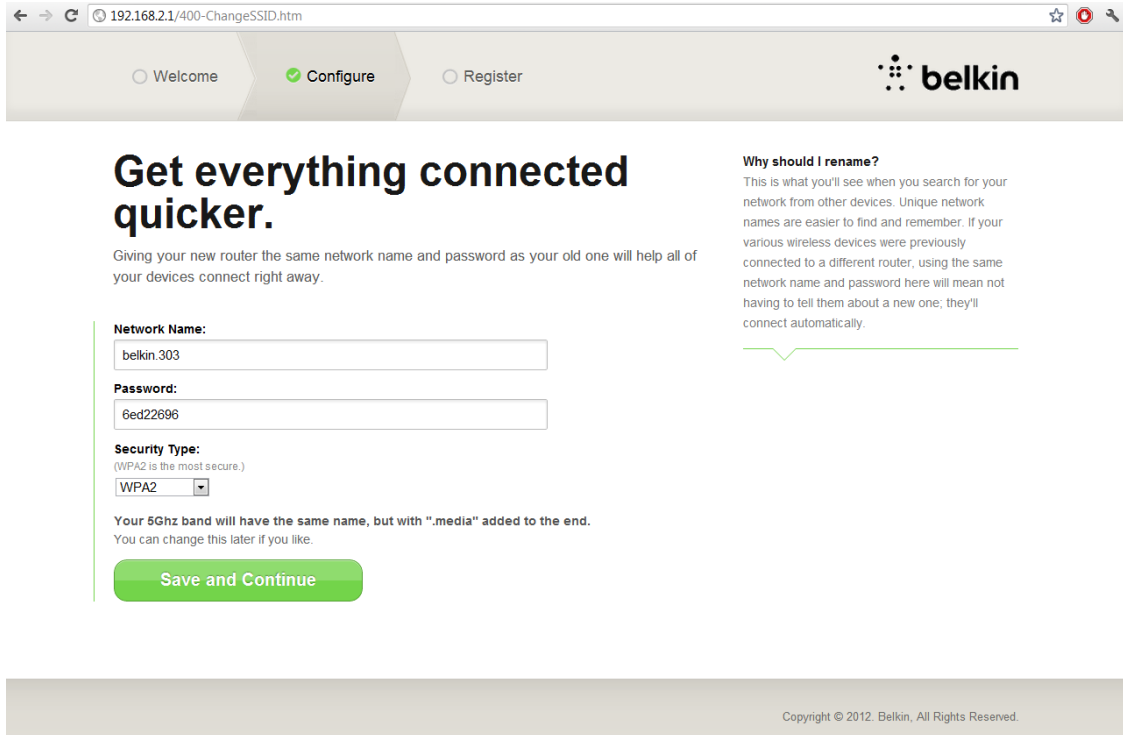 192.168.2.1/400-ChangeSSID.htm
Welcome
Configure
Register
belkin
Get everything connected
quicker.
Giving your new router the same network name and password as your old one will help all of
your devices connect right away.
Network Name:
belkin.303
Password:
6ed22696
Security Type:
(WPA2 is the most secure.)
WPA2
Your 5Ghz band will have the same name, but with ".media" added to the end.
You can change this later if you like.
Save and Continue
Why should I rename?
This is what you'll see when you search for your
network from other devices. Unique network
names are easier to find and remember. If your
various wireless devices were previously
connected to a different router, using the same
network name and password here will mean not
having to tell them about a new one; they'll
connect automatically.
Copyright © 2012. Belkin, All Rights Reserved.